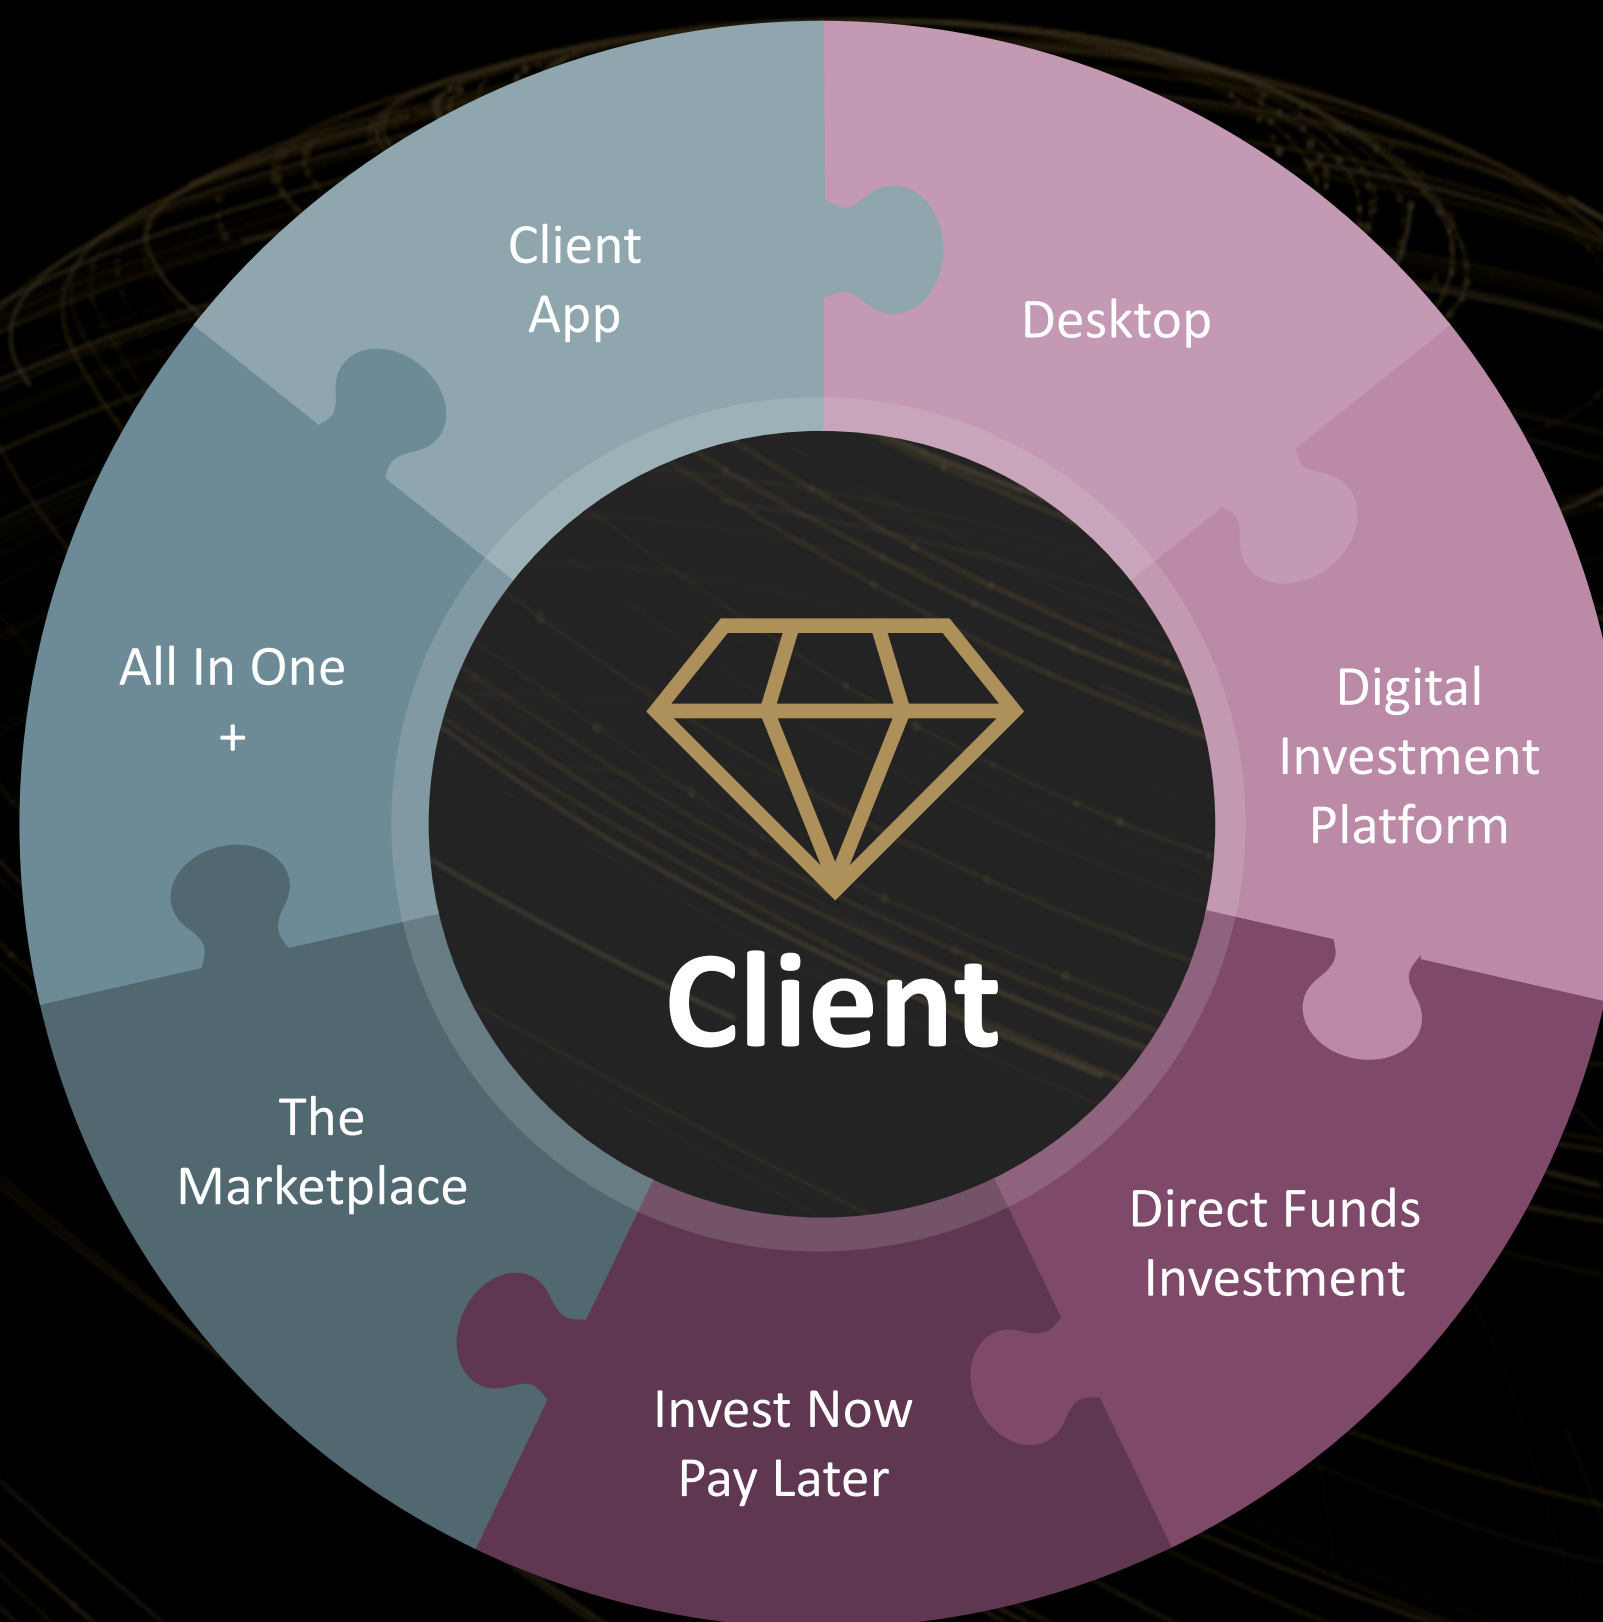 Client
App
Desktop
All In One
+
Digital
Investment
Platform
Client
The
Marketplace
Direct Funds
Investment
Invest Now
Pay Later